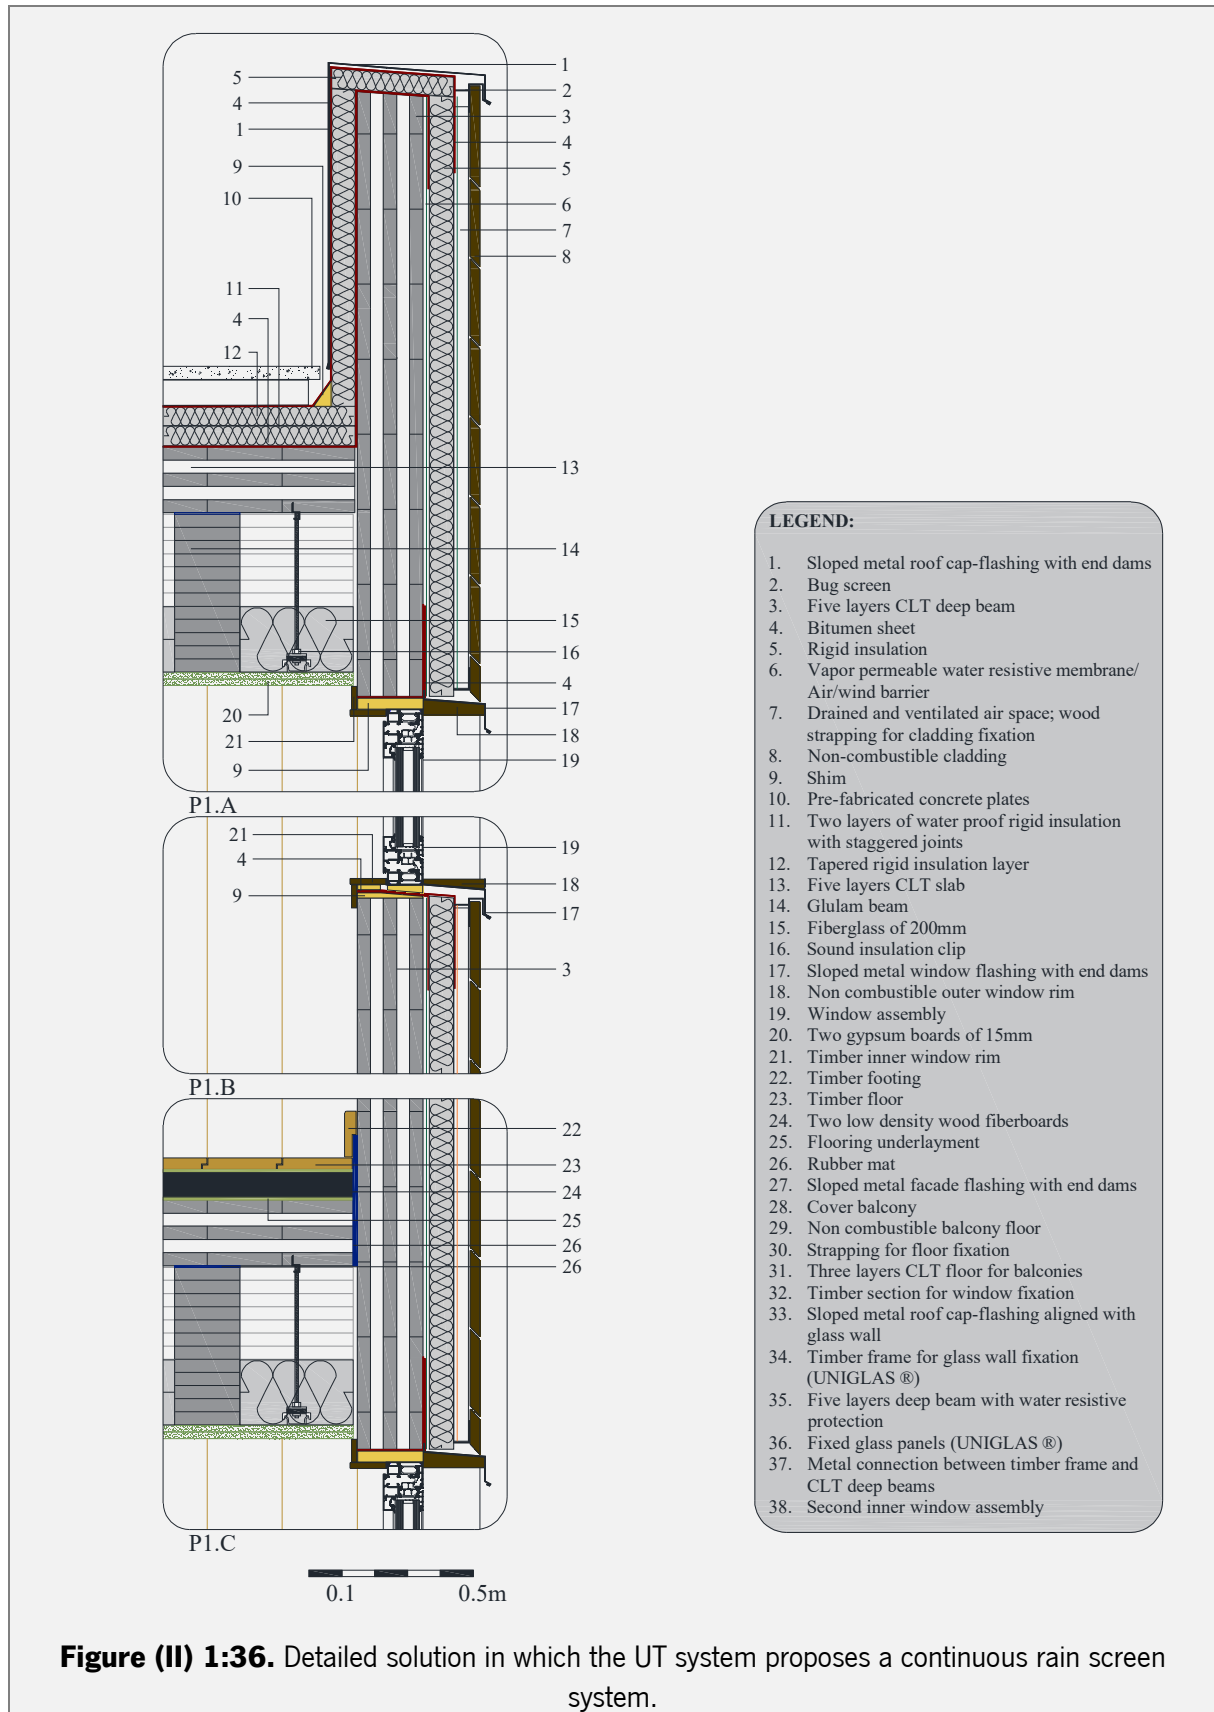 5
4
1
9
10
11
4
12
1
2
3
4
5
6
7
8
13
14
15
16
4
17
18
19
20
21
9
P1.A
21
4
9
19
18
17
3
P1.B
22
23
24
25
26
26
P1.C
0.1 0.5m
LEGEND:
1. Sloped metal roof cap-flashing with end dams
2. Bug screen
3. Five layers CLT deep beam
4. Bitumen sheet
5. Rigid insulation
6. Vapor permeable water resistive membrane/
Air/wind barrier
7. Drained and ventilated air space; wood
strapping for cladding fixation
8. Non-combustible cladding
9. Shim
10. Pre-fabricated concrete plates
11. Two layers of water proof rigid insulation
with staggered joints
12. Tapered rigid insulation layer
13. Five layers CLT slab
14. Glulam beam
15. Fiberglass of 200mm
16. Sound insulation clip
17. Sloped metal window flashing with end dams
18. Non combustible outer window rim
19. Window assembly
20. Two gypsum boards of 15mm
21. Timber inner window rim
22. Timber footing
23. Timber floor
24. Two low density wood fiberboards
25. Flooring underlayment
26. Rubber mat
27. Sloped metal facade flashing with end dams
28. Cover balcony
29. Non combustible balcony floor
30. Strapping for floor fixation
31. Three layers CLT floor for balconies
32. Timber section for window fixation
33. Sloped metal roof cap-flashing aligned with
glass wall
34. Timber frame for glass wall fixation
(UNIGLAS ®)
35. Five layers deep beam with water resistive
protection
36. Fixed glass panels (UNIGLAS ®)
37. Metal connection between timber frame and
CLT deep beams
38. Second inner window assembly
Figure (II) 1:36. Detailed solution in which the UT system proposes a continuous rain screen
system.